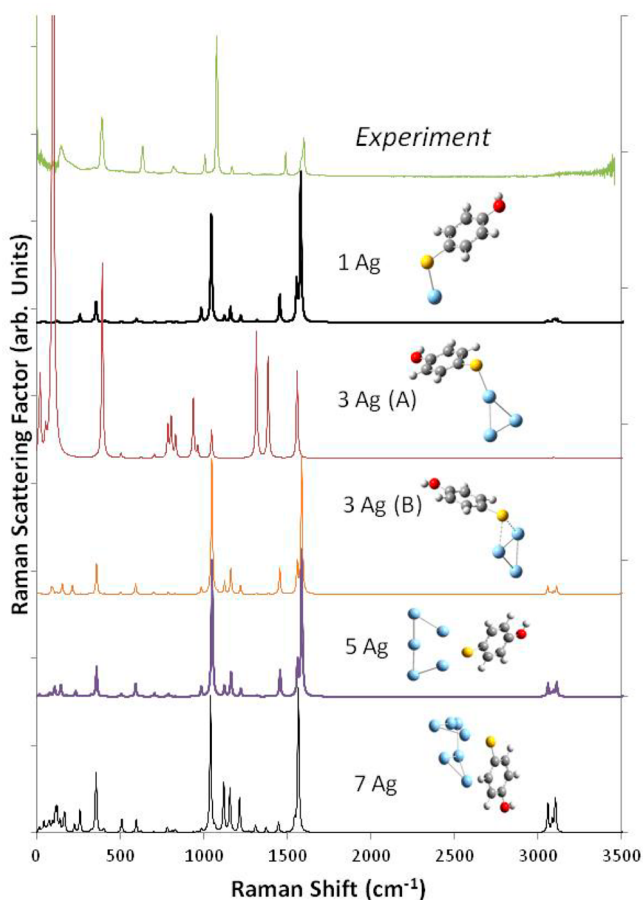 Experiment
1 Ag
3 Ag (A)
3 Ag (B)
5 Ag
7 Ag
Raman Scattering Factor (arb. Units)
0 500 1000 1500 2000 2500 3000 3500
Raman Shift (cm⁻¹)